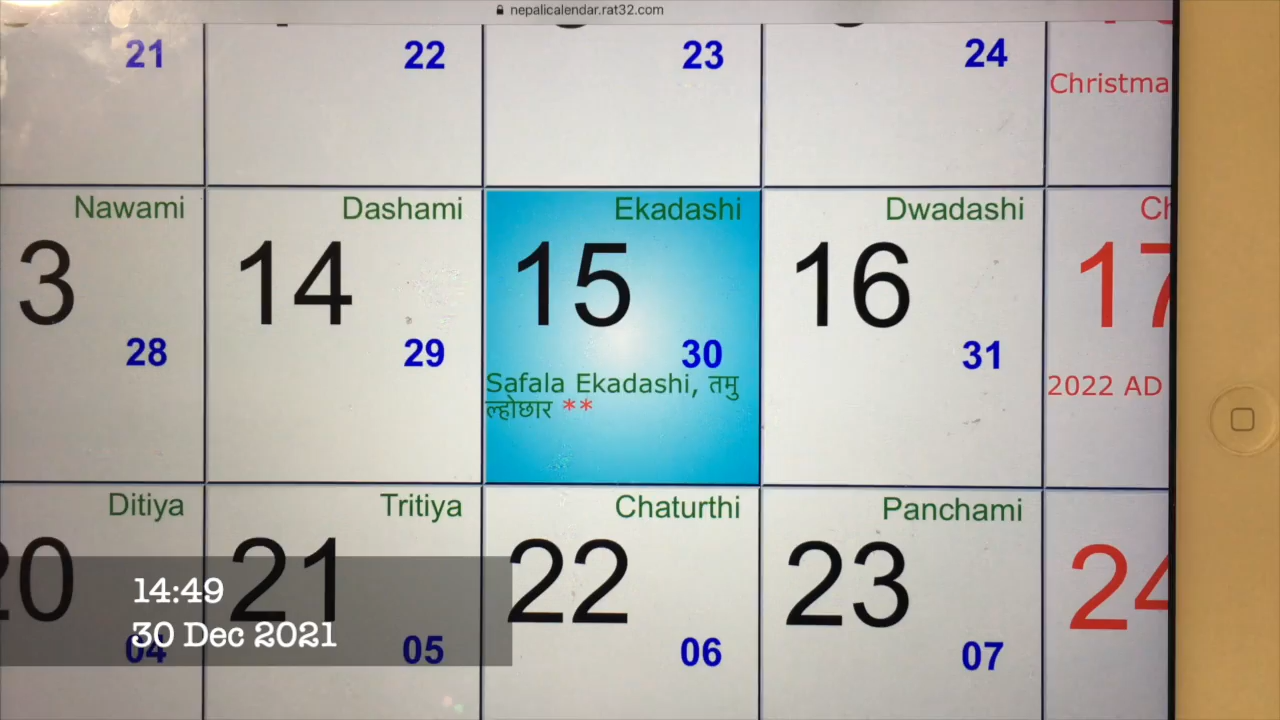 nepalicalendar.rat32.com
21 22 23 24
Christma
Nawami Dashami Ekadashi Dwadashi
3 14 15 16 17
28 29 30 31
Safala Ekadashi, तमु
ल्होछार **
2022 AD
Ditiya Tritiya Chaturthi Panchami
20 21 22 23 24
04 05 06 07
14:49
30 Dec 2021